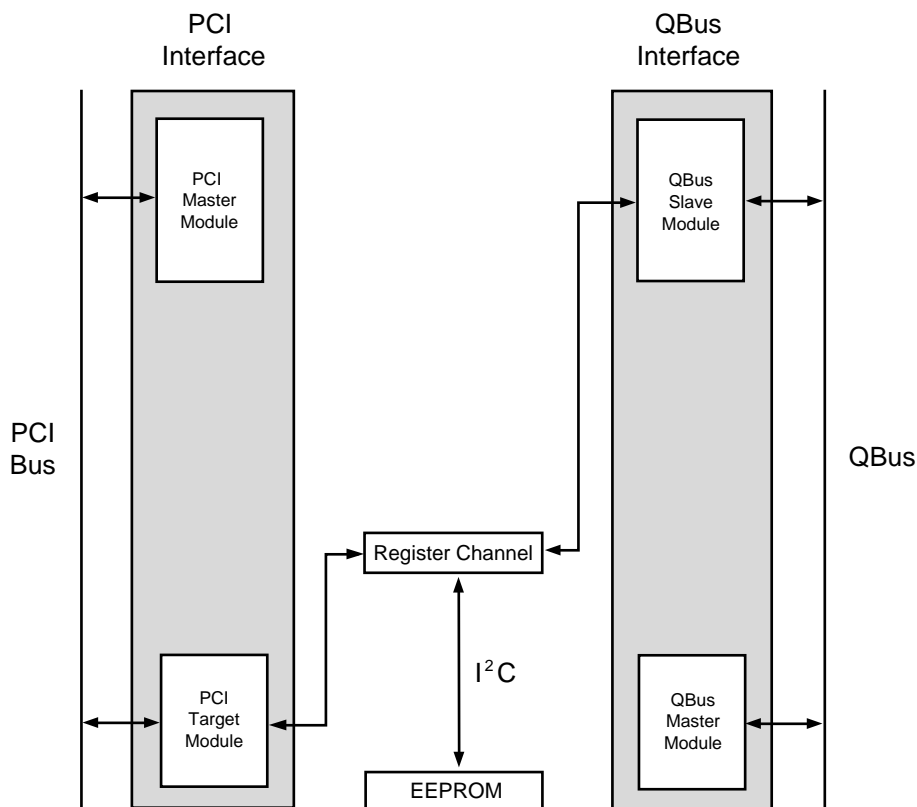 PCI
Interface
QBus
Interface
PCI
Master
Module
QBus
Slave
Module
PCI
Bus
QBus
Register Channel
I²C
PCI
Target
Module
QBus
Master
Module
EEPROM